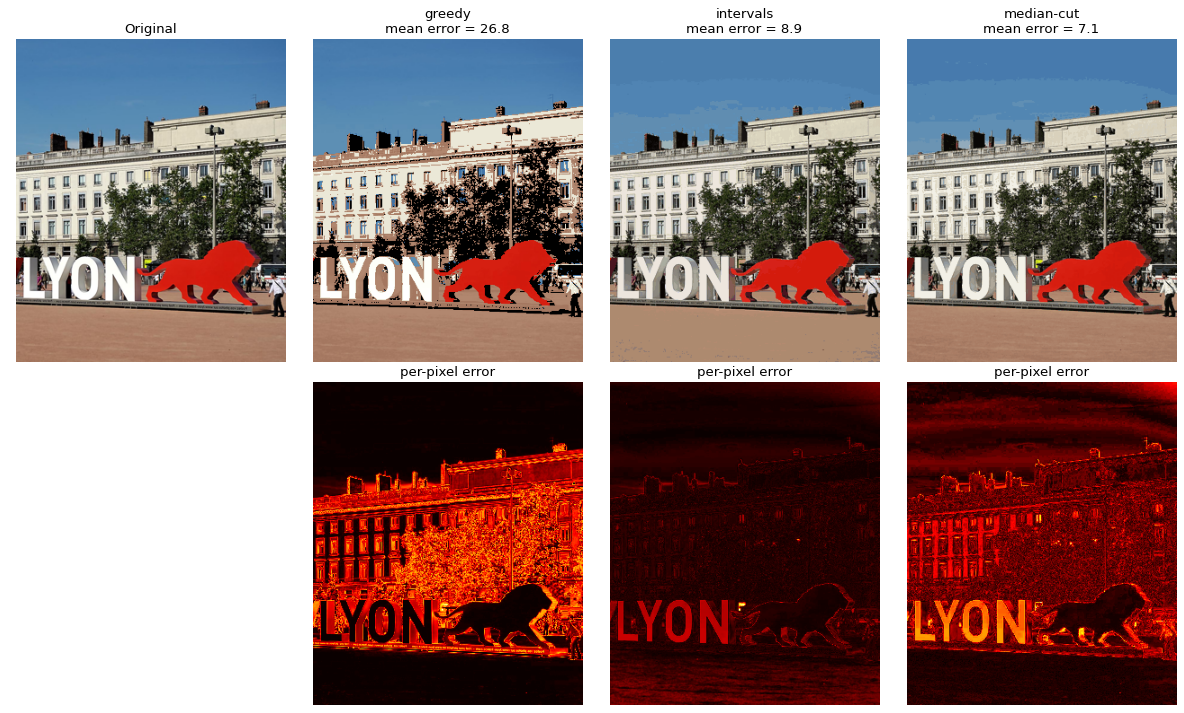 Original
greedy
mean error = 26.8
intervals
mean error = 8.9
median-cut
mean error = 7.1
LYON
LYON
LYON
LYON
per-pixel error
per-pixel error
per-pixel error
LYON
LYON
LYON